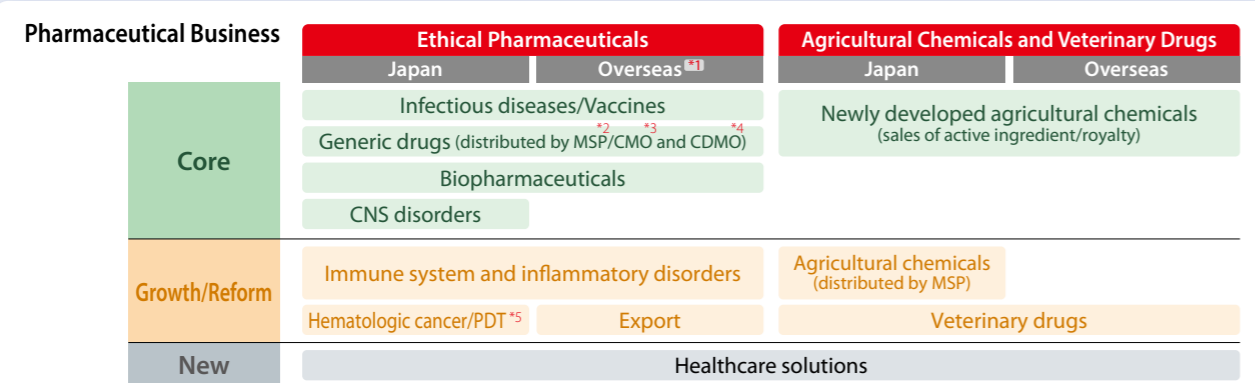 Pharmaceutical Business
Ethical Pharmaceuticals
Agricultural Chemicals and Veterinary Drugs
Japan
Overseas*1
Japan
Overseas
Core
Infectious diseases/Vaccines
Generic drugs (distributed by MSP*2/CMO*3 and CDMO*4)
Biopharmaceuticals
CNS disorders
Newly developed agricultural chemicals
(sales of active ingredient/royalty)
Growth/Reform
Immune system and inflammatory disorders
Agricultural chemicals
(distributed by MSP)
Hematologic cancer/PDT*5
Export
Veterinary drugs
New
Healthcare solutions